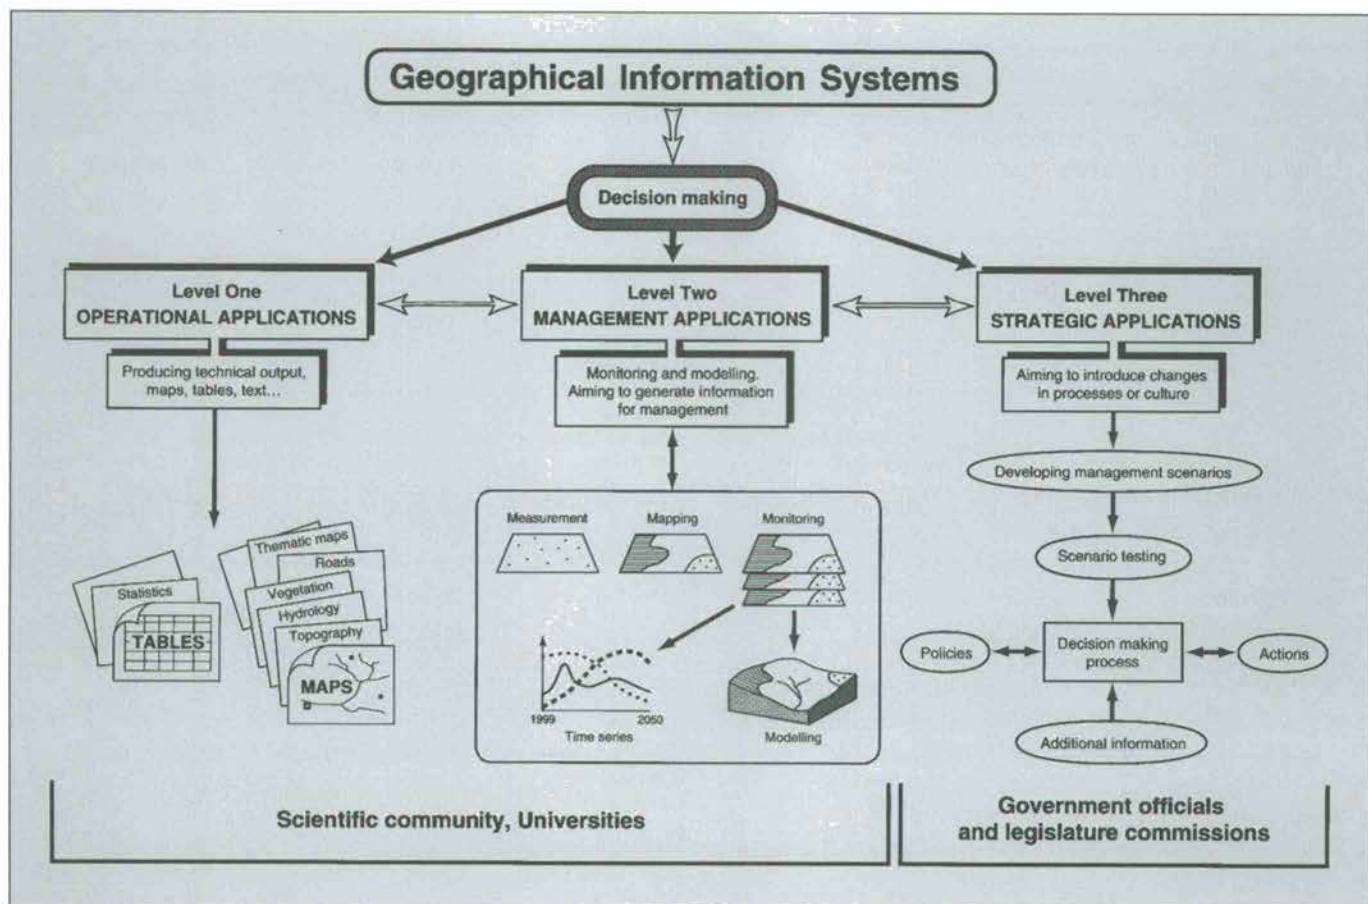 Geographical Information Systems
Decision making
Level One
OPERATIONAL APPLICATIONS
Producing technical output,
maps, tables, text...
Statistics
TABLES
Thematic maps
Roads
Vegetation
Hydrology
Topography
MAPS
Level Two
MANAGEMENT APPLICATIONS
Monitoring and modelling.
Aiming to generate information
for management
Measurement
Mapping
Monitoring
1999
2050
Time series
Modelling
Level Three
STRATEGIC APPLICATIONS
Aiming to introduce changes
in processes or culture
Developing management scenarios
Scenario testing
Policies
Decision making
process
Actions
Additional information
Scientific community, Universities
Government officials
and legislature commissions